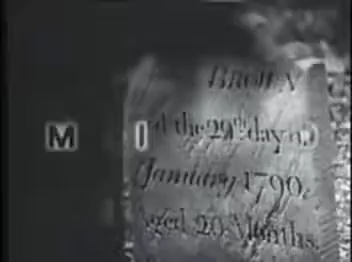 BROWN
M I
the 29th day of
January 1790
Aged 20 Months.